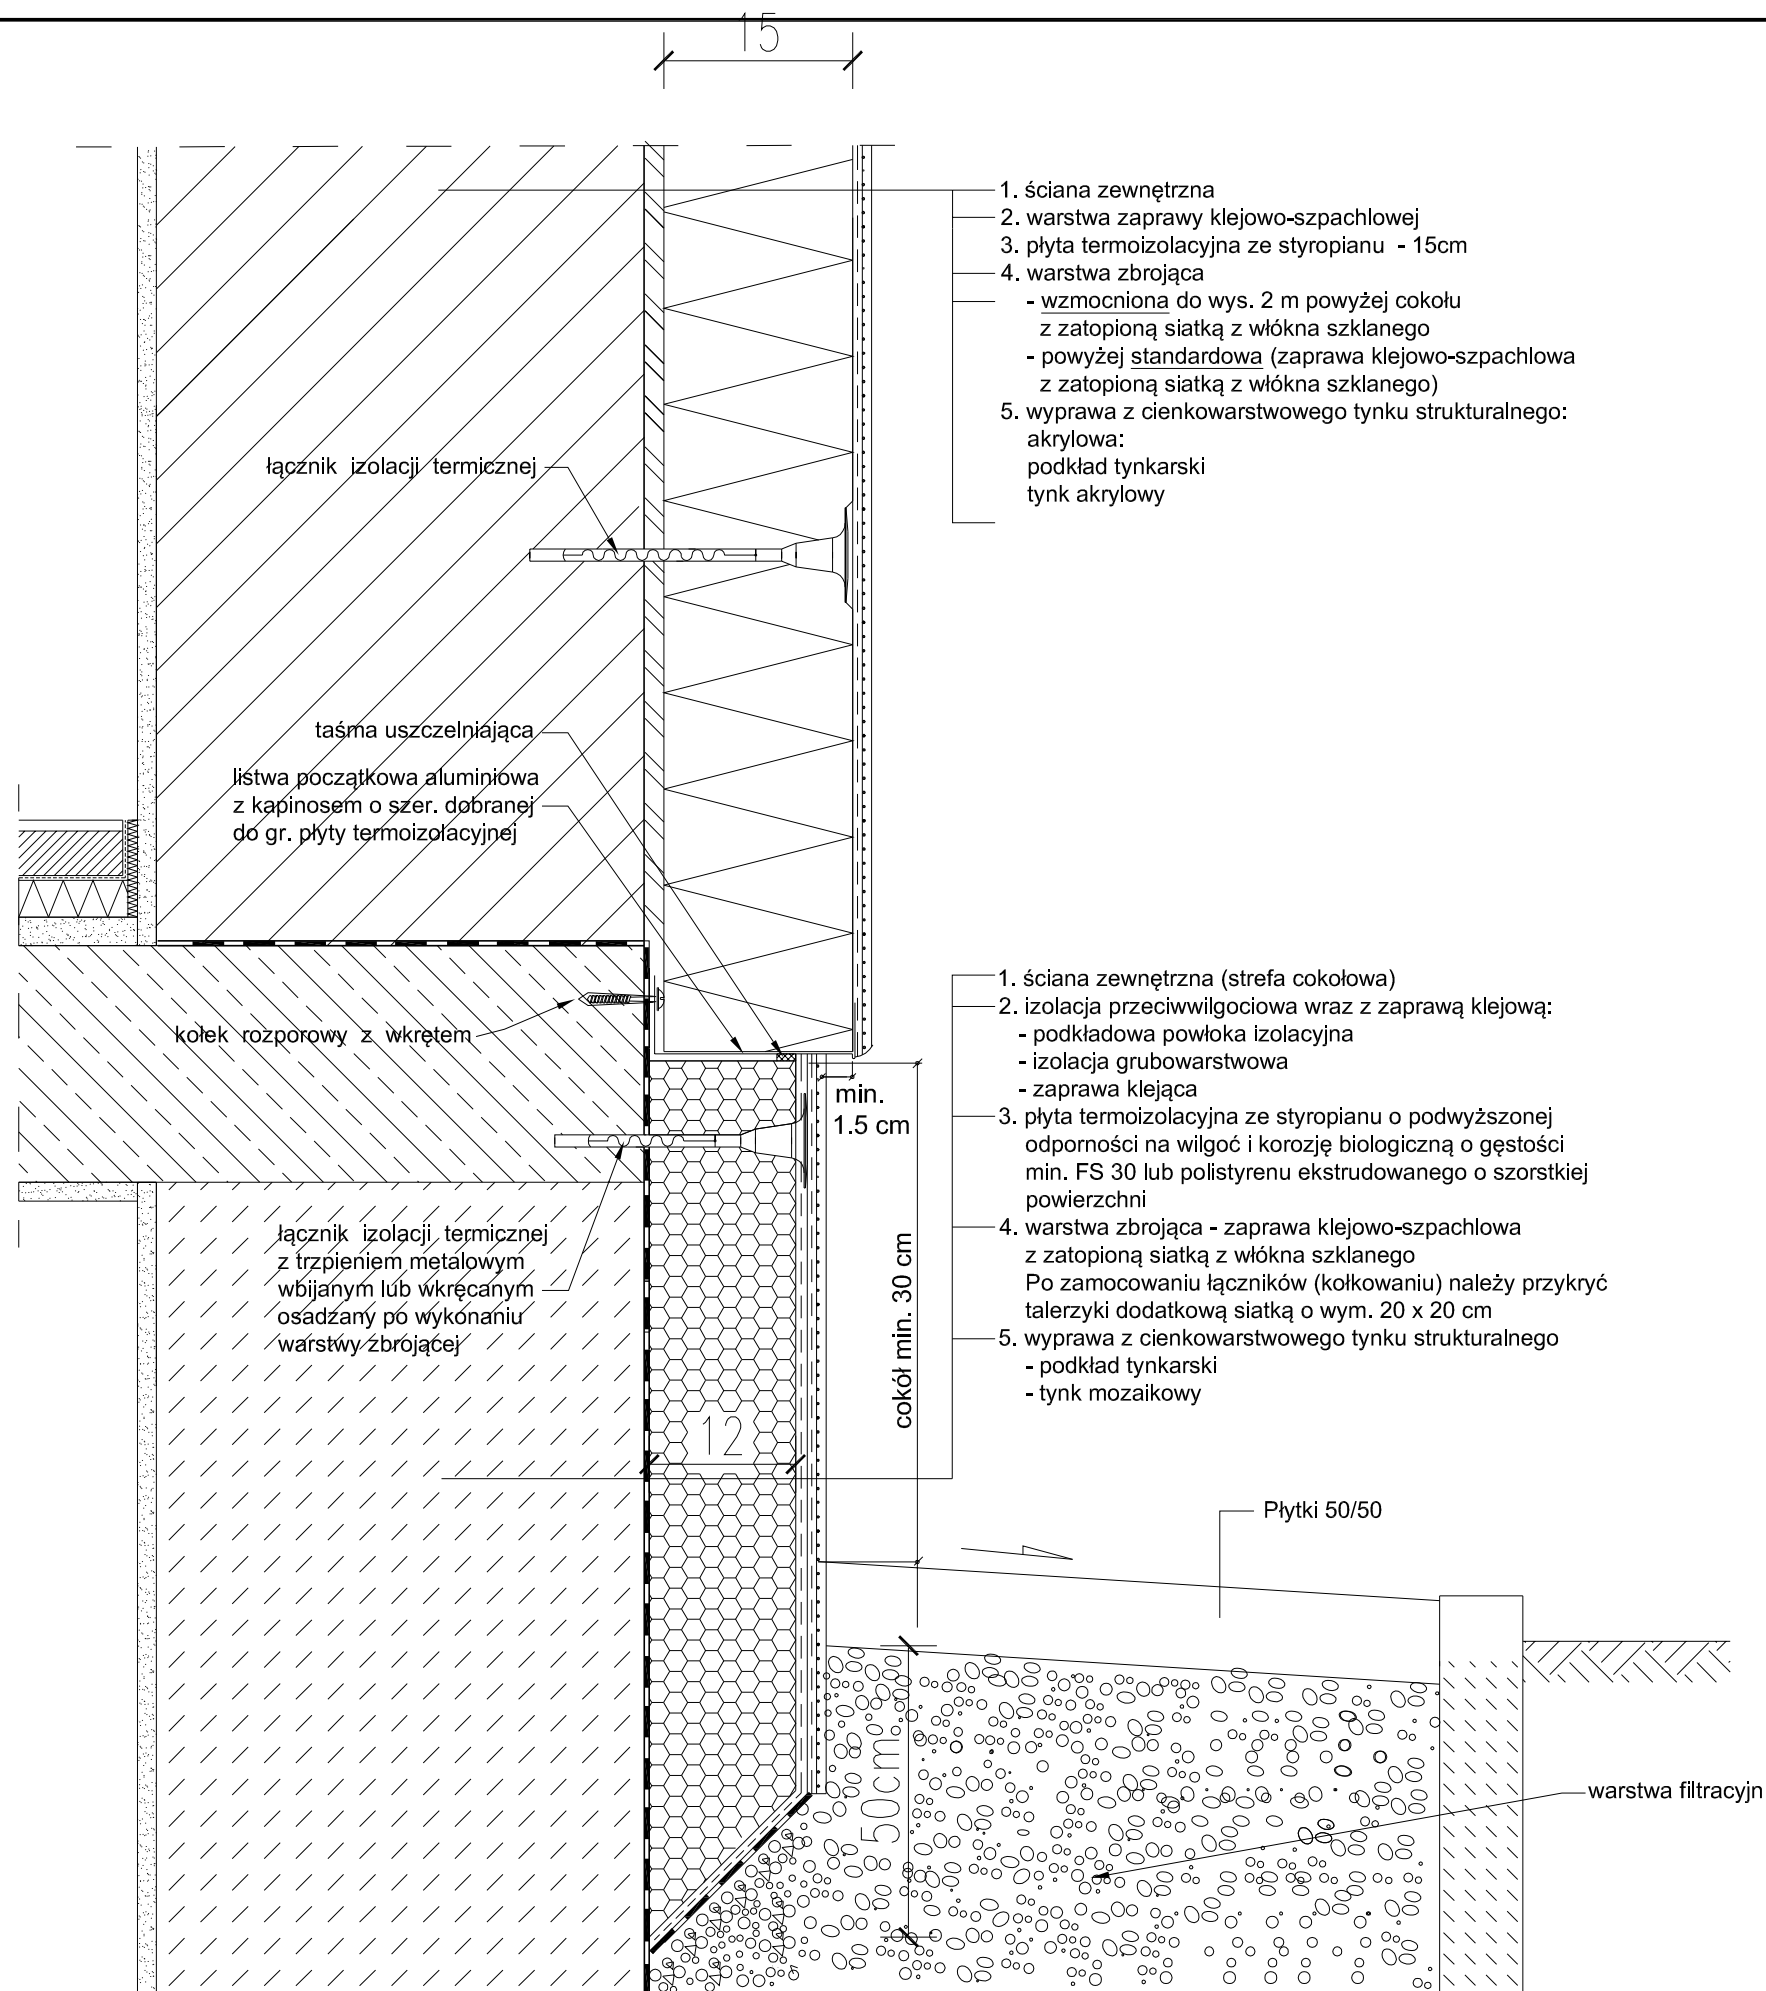 15
1. ściana zewnętrzna
2. warstwa zaprawy klejowo-szpachlowej
3. płyta termoizolacyjna ze styropianu - 15cm
4. warstwa zbrojąca
- wzmocniona do wys. 2 m powyżej cokołu
z zatopioną siatką z włókna szklanego
- powyżej standardowa (zaprawa klejowo-szpachlowa
z zatopioną siatką z włókna szklanego)
5. wyprawa z cienkowarstwowego tynku strukturalnego:
akrylowa:
podkład tynkarski
tynk akrylowy
łącznik izolacji termicznej
taśma uszczelniająca
listwa początkowa aluminiowa
z kapinosem o szer. dobranej
do gr. płyty termoizolacyjnej
kołek rozporowy z wkrętem
1. ściana zewnętrzna (strefa cokołowa)
2. izolacja przeciwwilgociowa wraz z zaprawą klejową:
- podkładowa powłoka izolacyjna
- izolacja grubowarstwowa
- zaprawa klejąca
3. płyta termoizolacyjna ze styropianu o podwyższonej
odporności na wilgoć i korozję biologiczną o gęstości
min. FS 30 lub polistyrenu ekstrudowanego o szorstkiej
powierzchni
4. warstwa zbrojąca - zaprawa klejowo-szpachlowa
z zatopioną siatką z włókna szklanego
Po zamocowaniu łączników (kołkowaniu) należy przykryć
talerzyki dodatkową siatką o wym. 20 x 20 cm
5. wyprawa z cienkowarstwowego tynku strukturalnego
- podkład tynkarski
- tynk mozaikowy
min.
1.5 cm
łącznik izolacji termicznej
z trzpieniem metalowym
wbijanym lub wkręcanym
osadzany po wykonaniu
warstwy zbrojącej
cokół min. 30 cm
12
Płytki 50/50
50cm
warstwa filtracyjn